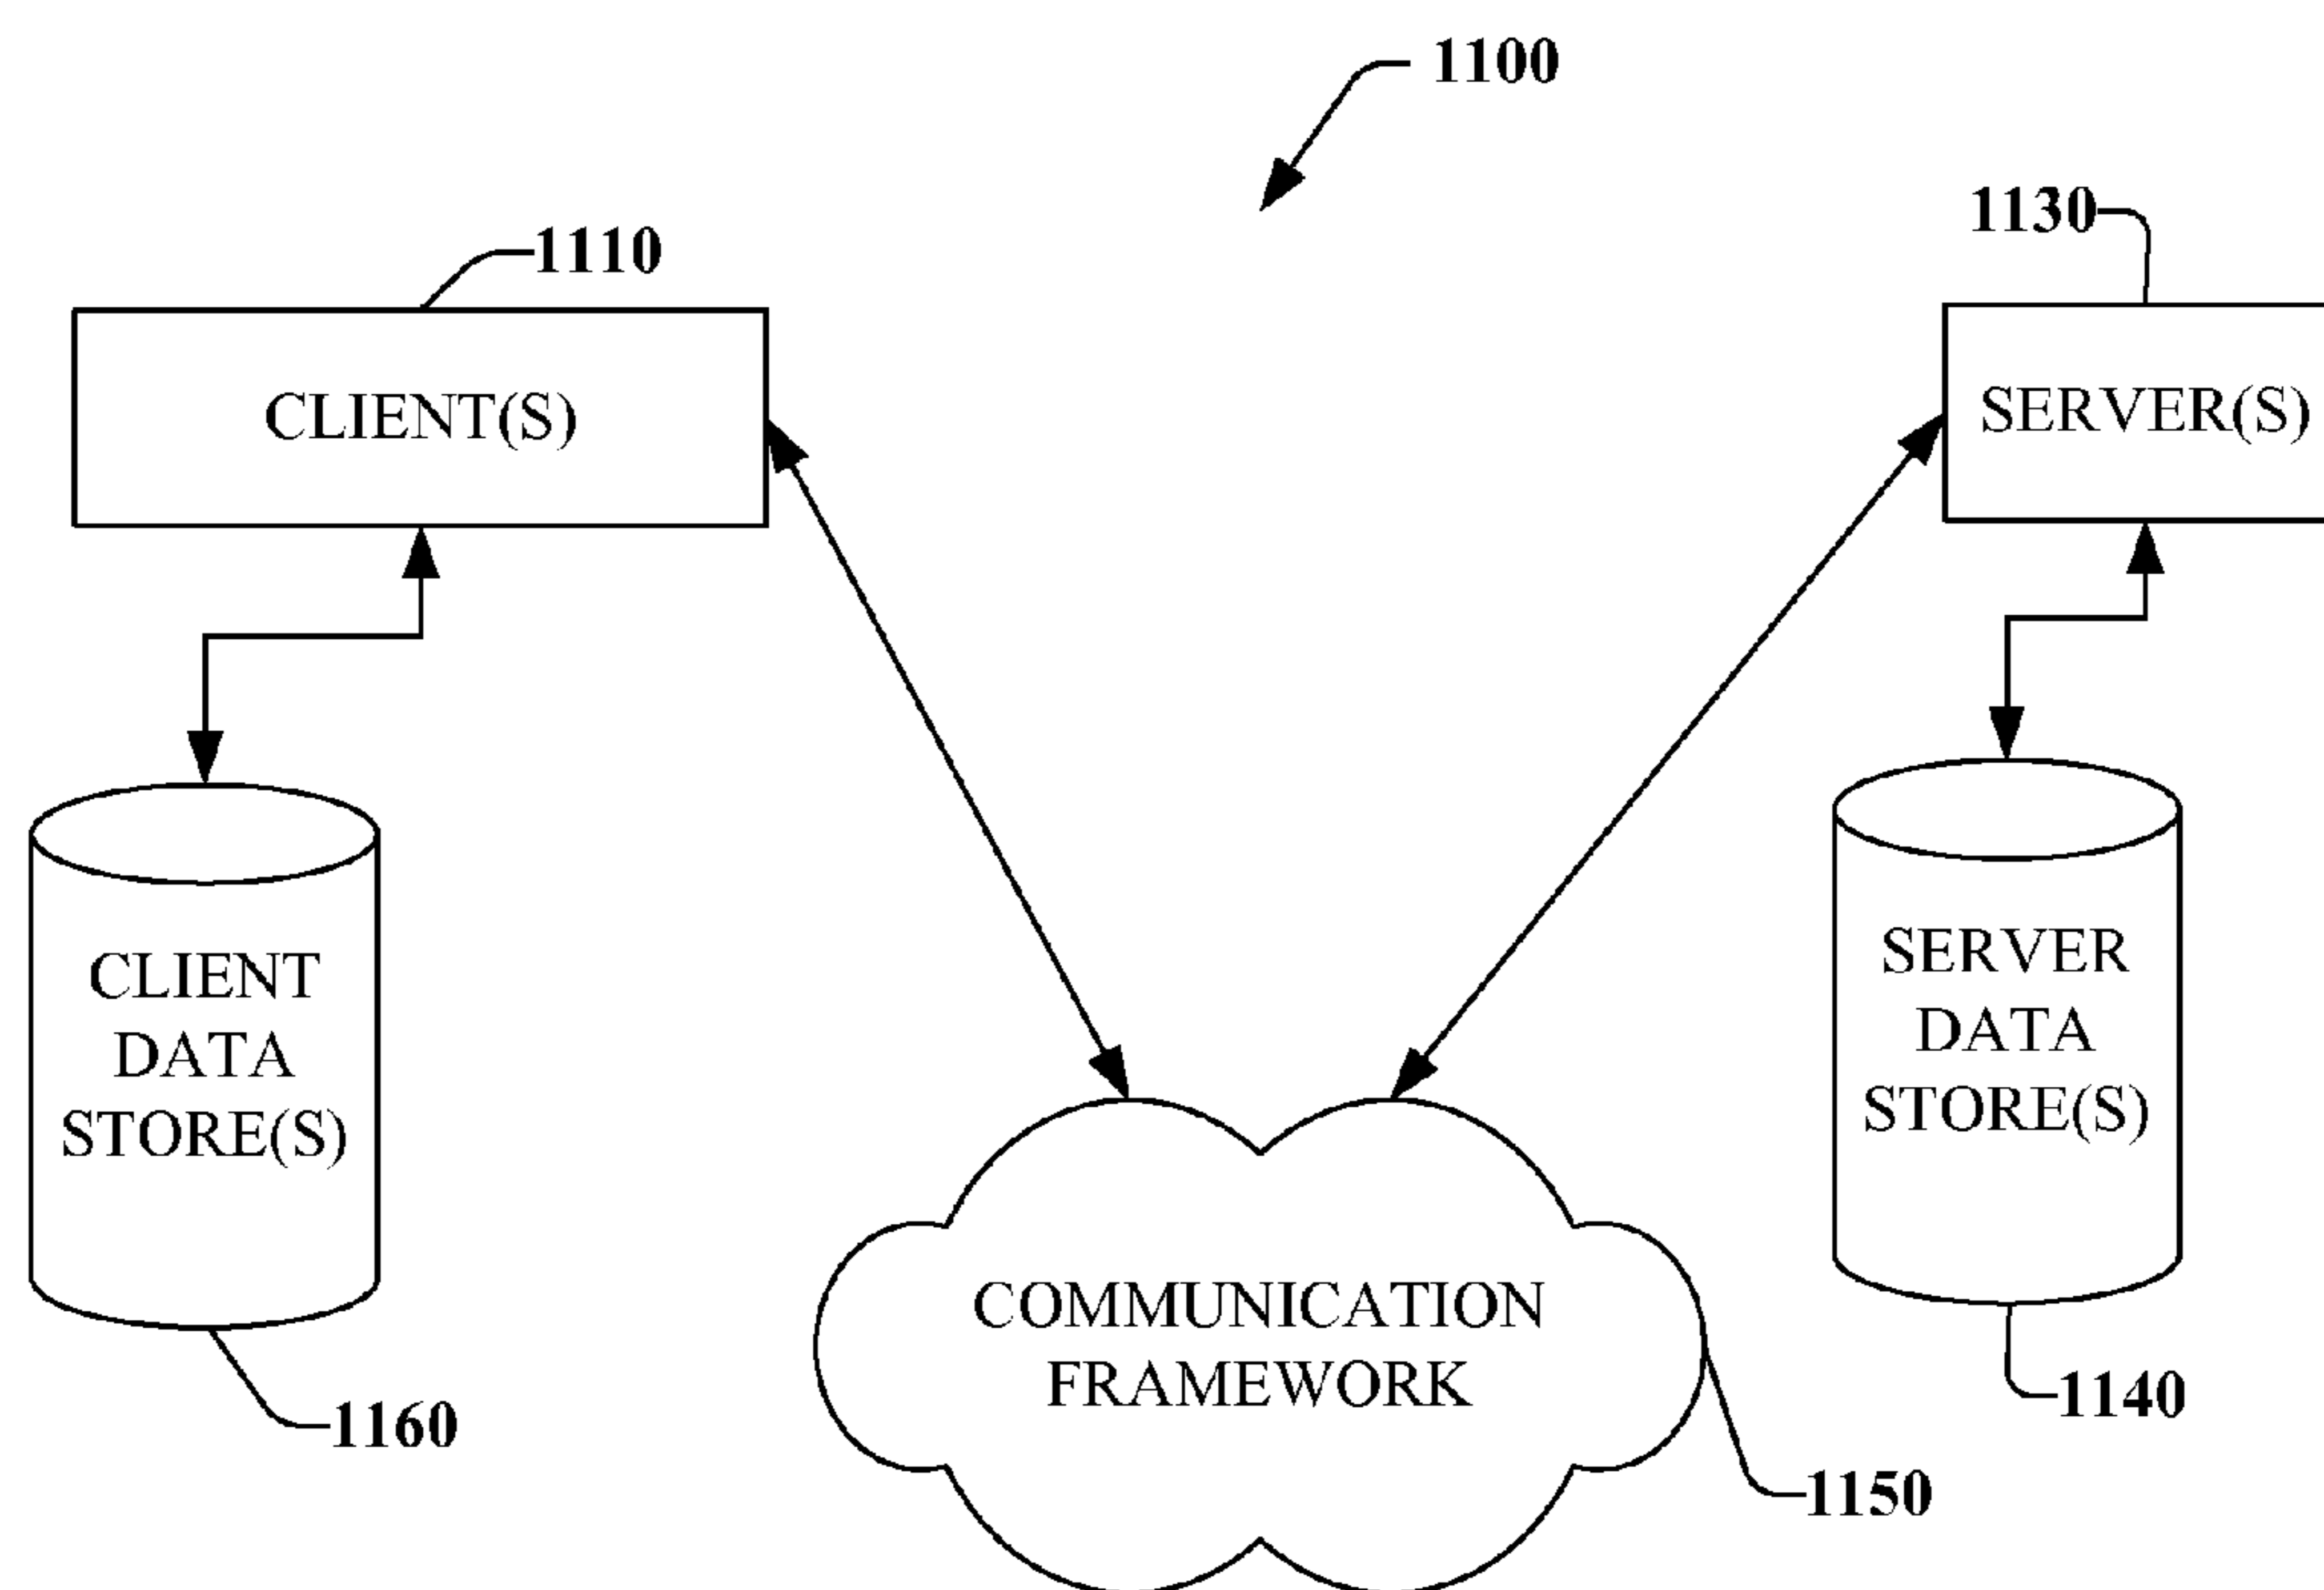 1100
1110
1130
CLIENT(S)
SERVER(S)
CLIENT
DATA
STORE(S)
SERVER
DATA
STORE(S)
COMMUNICATION
FRAMEWORK
1160
1140
1150